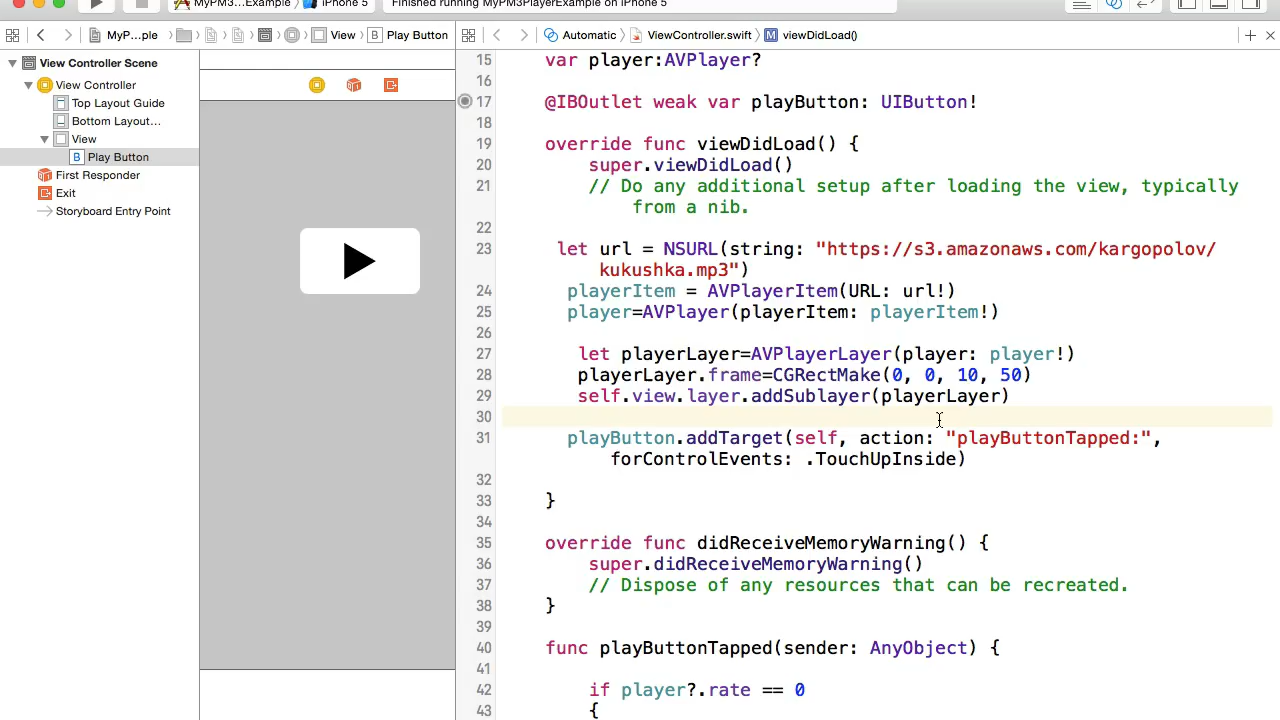 MyPM3...Example
iPhone 5
Finished running MyPM3PlayerExample on iPhone 5
MyP...ple
View
B
Play Button
Automatic
ViewController.swift
M
viewDidLoad()
View Controller Scene
View Controller
Top Layout Guide
Bottom Layout...
View
B Play Button
First Responder
Exit
Storyboard Entry Point
15 var player:AVPlayer?
16
17 @IBOutlet weak var playButton: UIButton!
18
19 override func viewDidLoad() {
20 super.viewDidLoad()
21 // Do any additional setup after loading the view, typically
from a nib.
22
23 let url = NSURL(string: "https://s3.amazonaws.com/kargopolov/
kukushka.mp3")
24 playerItem = AVPlayerItem(URL: url!)
25 player=AVPlayer(playerItem: playerItem!)
26
27 let playerLayer=AVPlayerLayer(player: player!)
28 playerLayer.frame=CGRectMake(0, 0, 10, 50)
29 self.view.layer.addSublayer(playerLayer)
30
31 playButton.addTarget(self, action: "playButtonTapped:",
forControlEvents: .TouchUpInside)
32
33 }
34
35 override func didReceiveMemoryWarning() {
36 super.didReceiveMemoryWarning()
37 // Dispose of any resources that can be recreated.
38 }
39
40 func playButtonTapped(sender: AnyObject) {
41
42 if player?.rate == 0
43 {